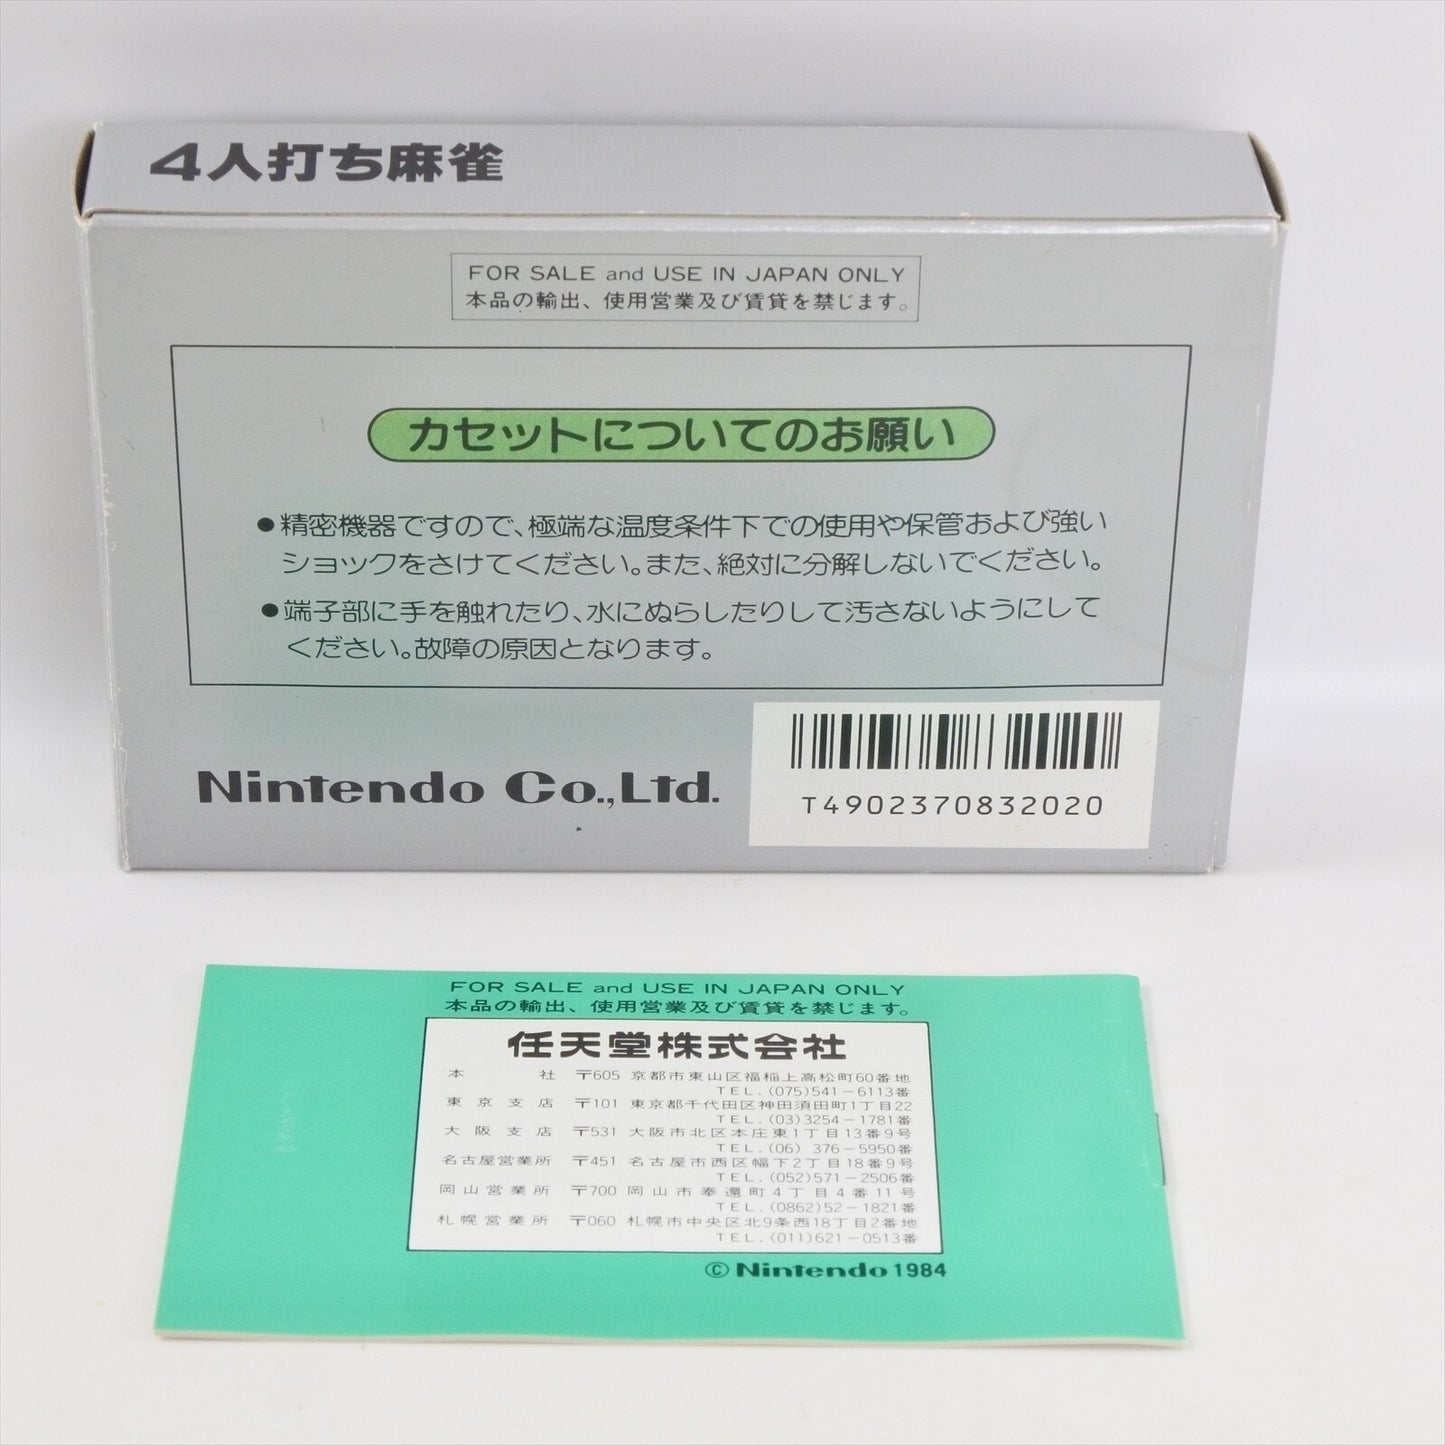 4人打ち麻雀
FOR SALE and USE IN JAPAN ONLY
本品の輸出、使用営業及び賃貸を禁じます。
カセットについてのお願い
●精密機器ですので、極端な温度条件下での使用や保管および強い
ショックをさけてください。また、絶対に分解しないでください。
●端子部に手を触れたり、水にぬらしたりして汚さないようにして
ください。故障の原因となります。
Nintendo Co.,Ltd.
T4902370832020
FOR SALE and USE IN JAPAN ONLY
本品の輸出、使用営業及び賃貸を禁じます。
任天堂株式会社
本社 〒605 京都市東山区福稲上高松町60番地
TEL.(075)541-6113番
東京支店 〒101 東京都千代田区神田須田町1丁目22
TEL.(03)3254-1781番
大阪支店 〒531 大阪市北区本庄東1丁目13番9号
TEL.(06) 376-5950番
名古屋営業所 〒451 名古屋市西区幅下2丁目18番9号
TEL.(052)571-2506番
岡山営業所 〒700 岡山市奉還町4丁目4番11号
TEL.(0862)52-1821番
札幌営業所 〒060 札幌市中央区北9条西18丁目2番地
TEL.(011)621-0513番
©Nintendo 1984